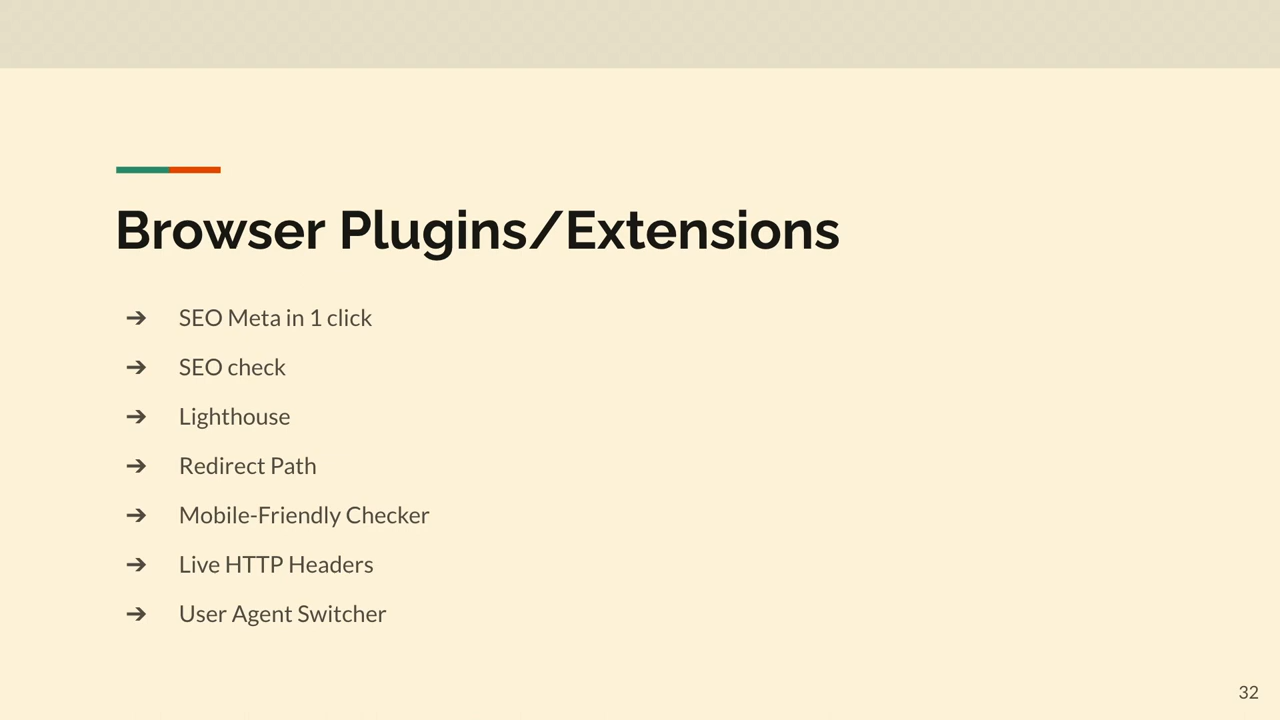 Browser Plugins/Extensions
➔ SEO Meta in 1 click
➔ SEO check
➔ Lighthouse
➔ Redirect Path
➔ Mobile-Friendly Checker
➔ Live HTTP Headers
➔ User Agent Switcher
32